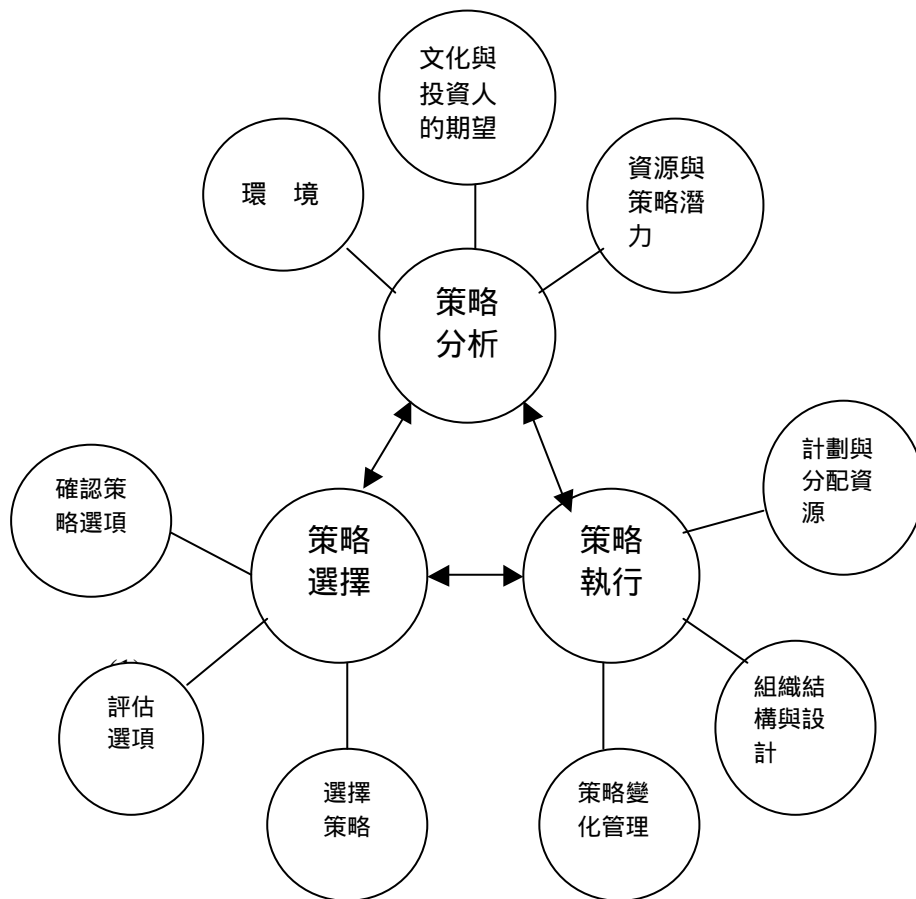 文化與
投資人
的期望
環 境
資源與
策略潛
力
策略
分析
確認策
略選項
策略
選擇
策略
執行
計劃與
分配資
源
評估
選項
選擇
策略
策略變
化管理
組織結
構與設
計